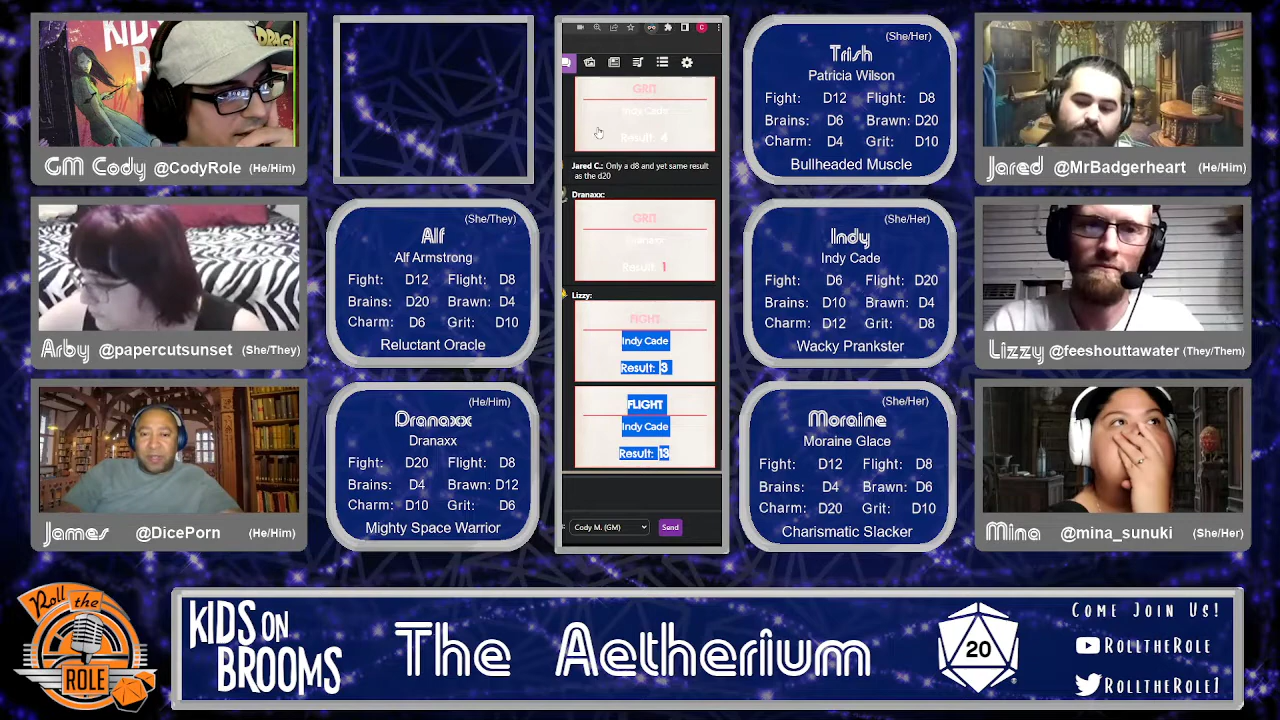 GM Cody @CodyRole (He/Him)
Arby @papercutsunset (She/They)
James @DicePorn (He/Him)
(She/They)
Alf
Alf Armstrong
Fight: D12 Flight: D8
Brains: D20 Brawn: D4
Charm: D6 Grit: D10
Reluctant Oracle
(He/Him)
Dranaxx
Dranaxx
Fight: D20 Flight: D8
Brains: D4 Brawn: D12
Charm: D10 Grit: D6
Mighty Space Warrior
GRIT
Indy Cade
Result: 4
Jared C.: Only a d8 and yet same result
as the d20
Dranaxx:
GRIT
Dranaxx
Result: 1
Lizzy:
FIGHT
Indy Cade
Result: 3
FLIGHT
Indy Cade
Result: 13
Cody M. (GM) Send
(She/Her)
Trish
Patricia Wilson
Fight: D12 Flight: D8
Brains: D6 Brawn: D20
Charm: D4 Grit: D10
Bullheaded Muscle
(She/Her)
Indy
Indy Cade
Fight: D6 Flight: D20
Brains: D10 Brawn: D4
Charm: D12 Grit: D8
Wacky Prankster
(She/Her)
Moraine
Moraine Glace
Fight: D12 Flight: D8
Brains: D4 Brawn: D6
Charm: D20 Grit: D10
Charismatic Slacker
Jared @MrBadgerheart (He/Him)
Lizzy @feeshouttawater (They/Them)
Mina @mina_sunuki (She/Her)
Roll the
ROLE
KIDS ON
BROOMS
The Aetherium
20
COME JOIN US!
ROLLTHEROLE
ROLLTHEROLE1